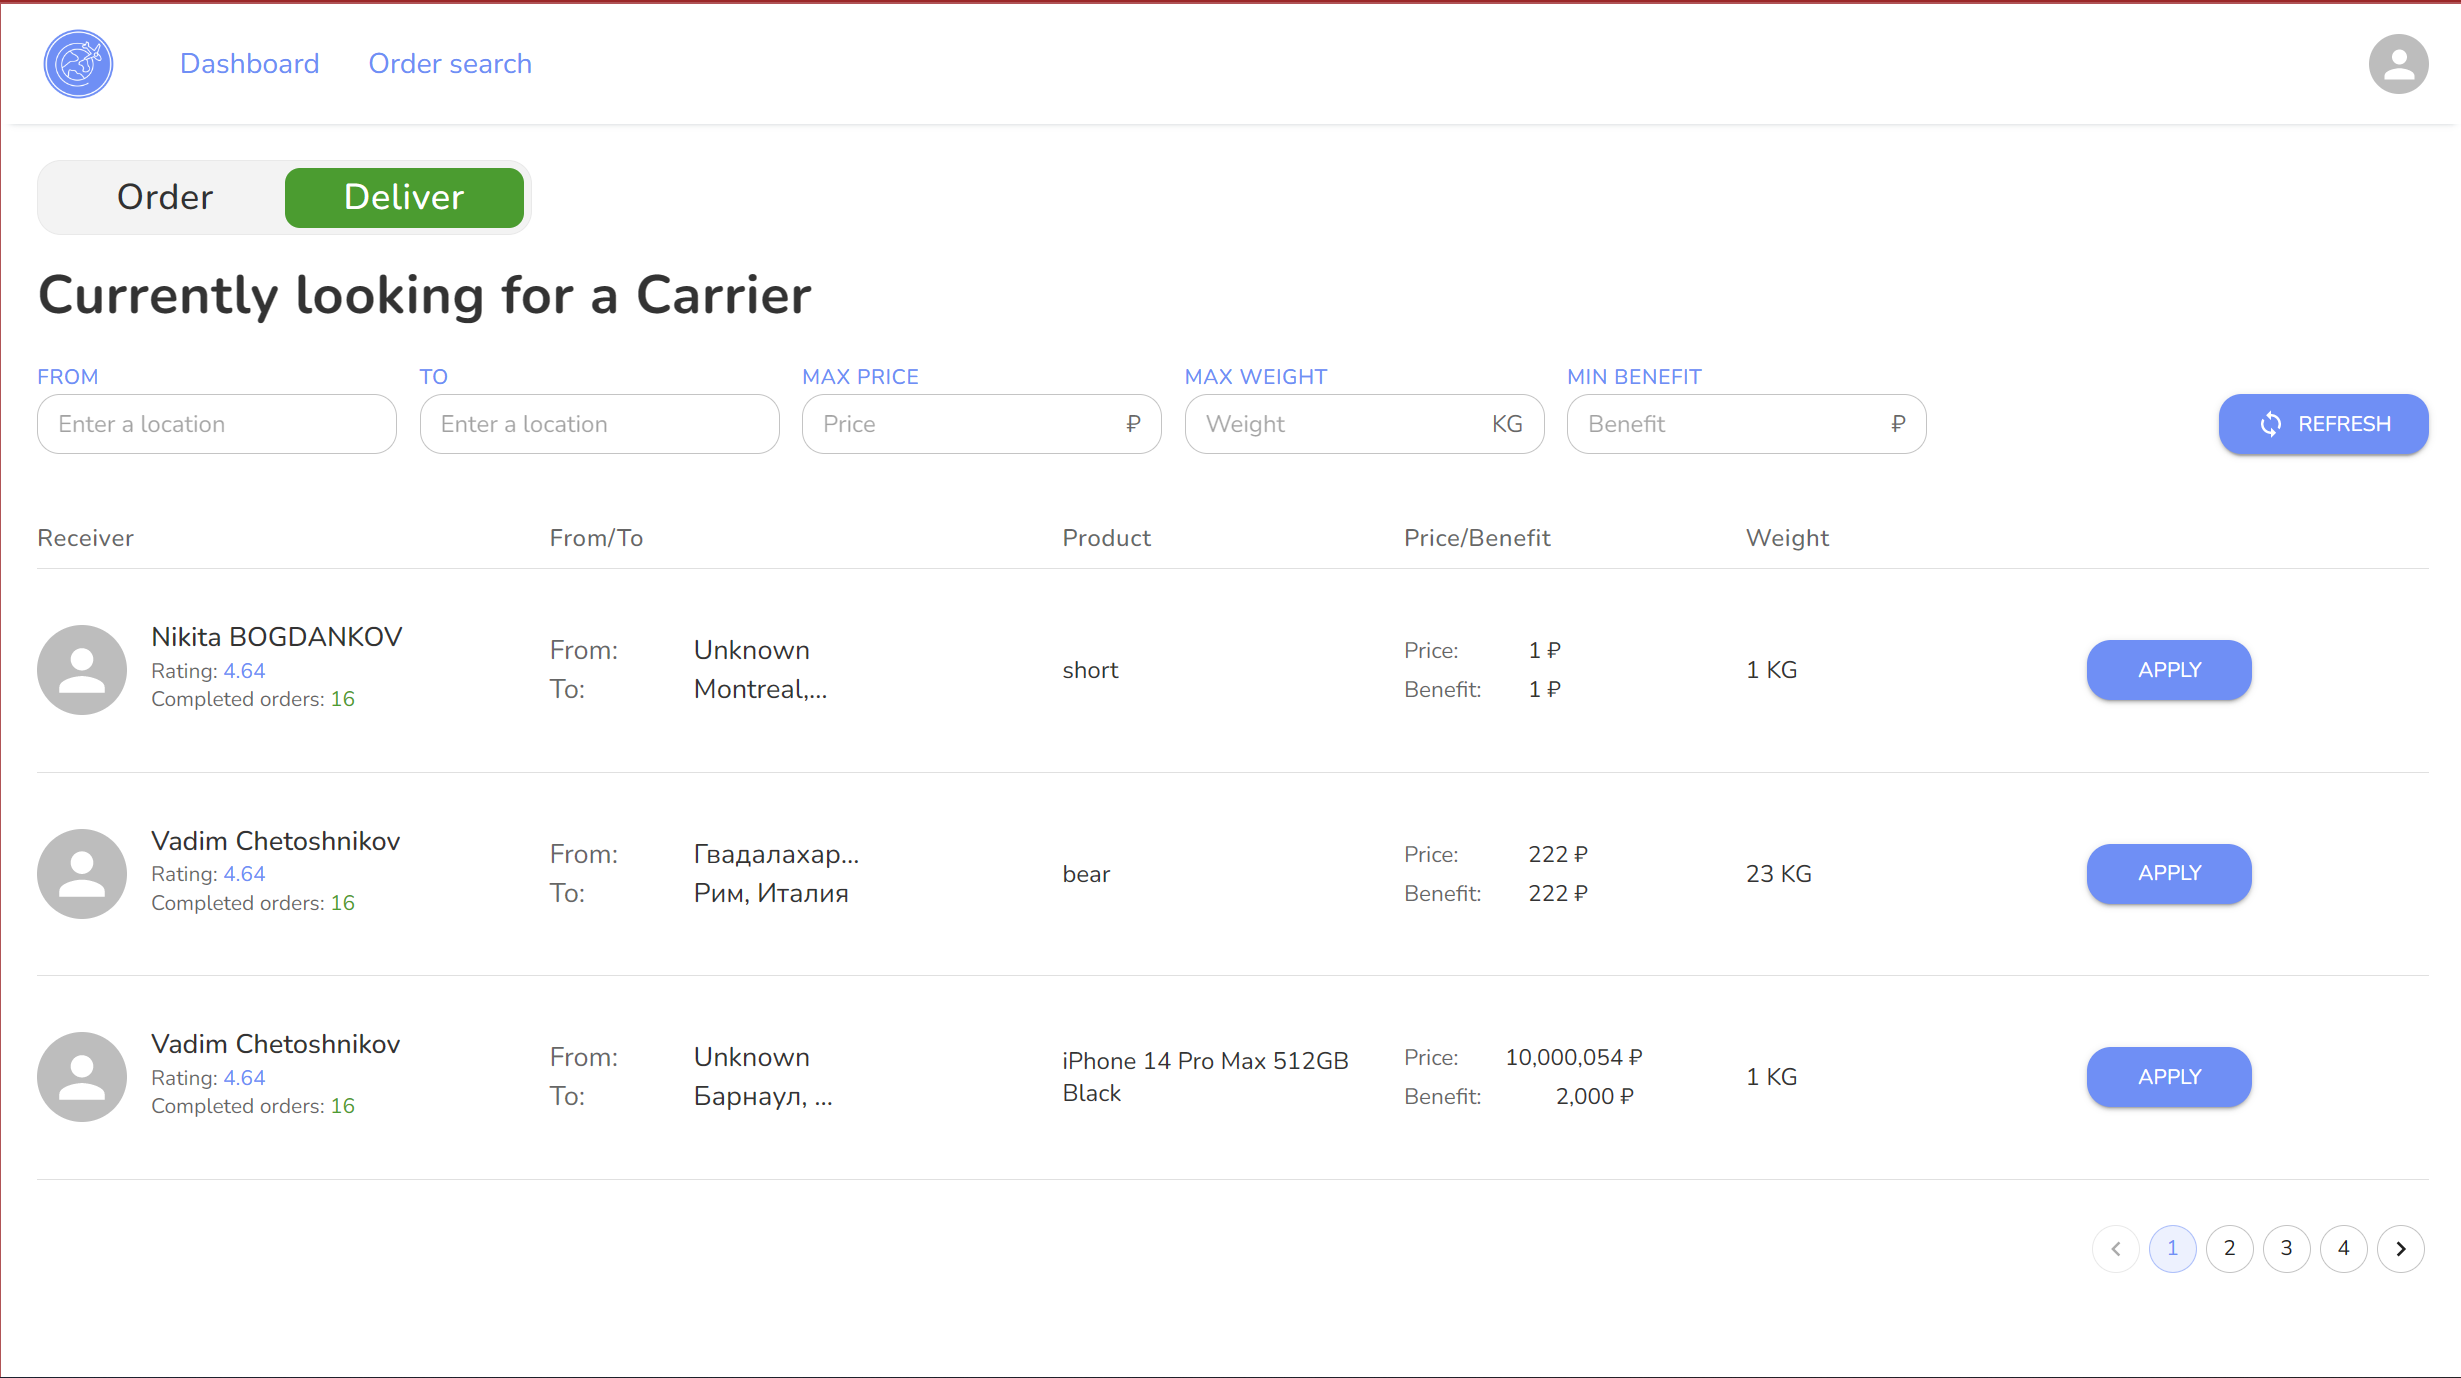 Dashboard
Order search
Order
Deliver
Currently looking for a Carrier
FROM
TO
MAX PRICE
MAX WEIGHT
MIN BENEFIT
Enter a location
Enter a location
Price ₽
Weight KG
Benefit ₽
REFRESH
Receiver
From/To
Product
Price/Benefit
Weight
Nikita BOGDANKOV
Rating: 4.64
Completed orders: 16
From: Unknown
To: Montreal,...
short
Price: 1 ₽
Benefit: 1 ₽
1 KG
APPLY
Vadim Chetoshnikov
Rating: 4.64
Completed orders: 16
From: Гвадалахар...
To: Рим, Италия
bear
Price: 222 ₽
Benefit: 222 ₽
23 KG
APPLY
Vadim Chetoshnikov
Rating: 4.64
Completed orders: 16
From: Unknown
To: Барнаул, ...
iPhone 14 Pro Max 512GB
Black
Price: 10,000,054 ₽
Benefit: 2,000 ₽
1 KG
APPLY
1 2 3 4